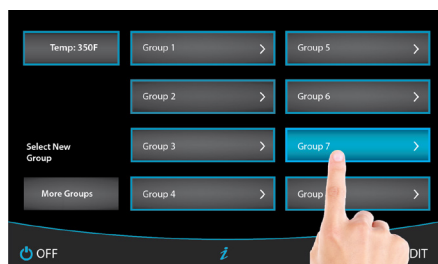 Temp: 350F
Group 1
Group 5
Group 2
Group 6
Select New
Group
Group 3
Group 7
More Groups
Group 4
Group
OFF
i
DIT